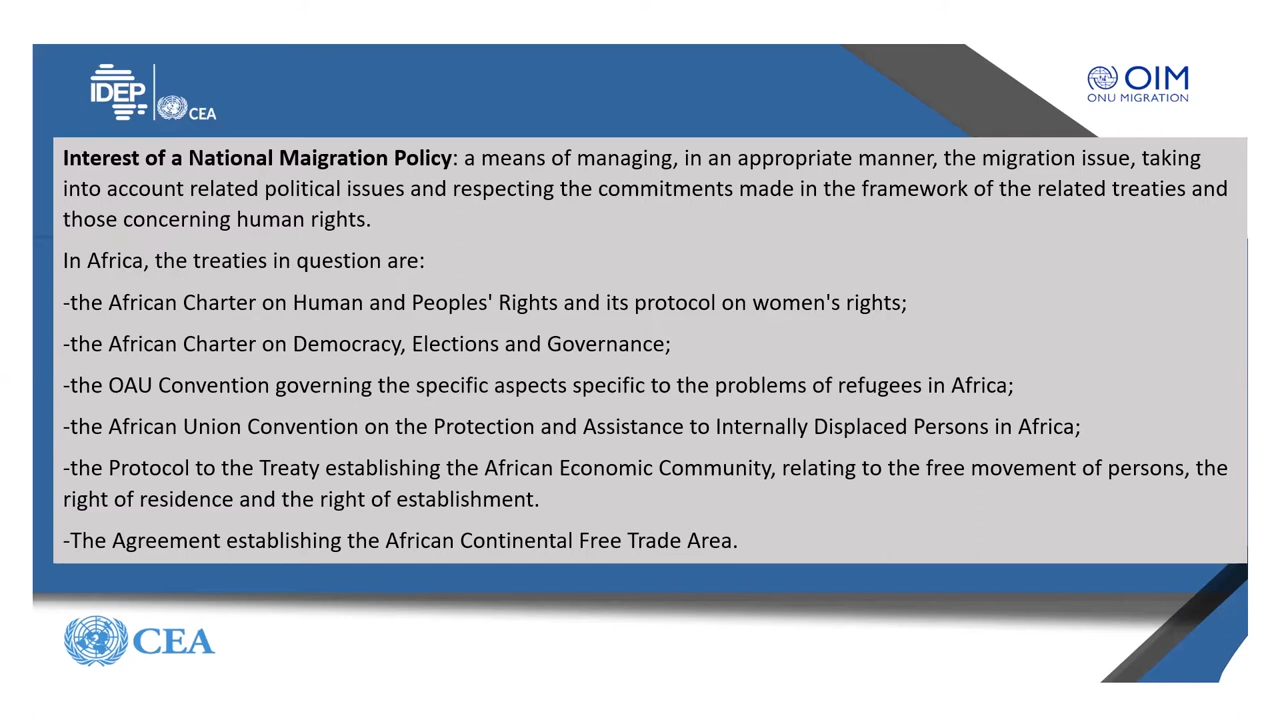 IDEP
CEA
OIM
ONU MIGRATION
Interest of a National Maigration Policy: a means of managing, in an appropriate manner, the migration issue, taking
into account related political issues and respecting the commitments made in the framework of the related treaties and
those concerning human rights.
In Africa, the treaties in question are:
-the African Charter on Human and Peoples' Rights and its protocol on women's rights;
-the African Charter on Democracy, Elections and Governance;
-the OAU Convention governing the specific aspects specific to the problems of refugees in Africa;
-the African Union Convention on the Protection and Assistance to Internally Displaced Persons in Africa;
-the Protocol to the Treaty establishing the African Economic Community, relating to the free movement of persons, the
right of residence and the right of establishment.
-The Agreement establishing the African Continental Free Trade Area.
CEA